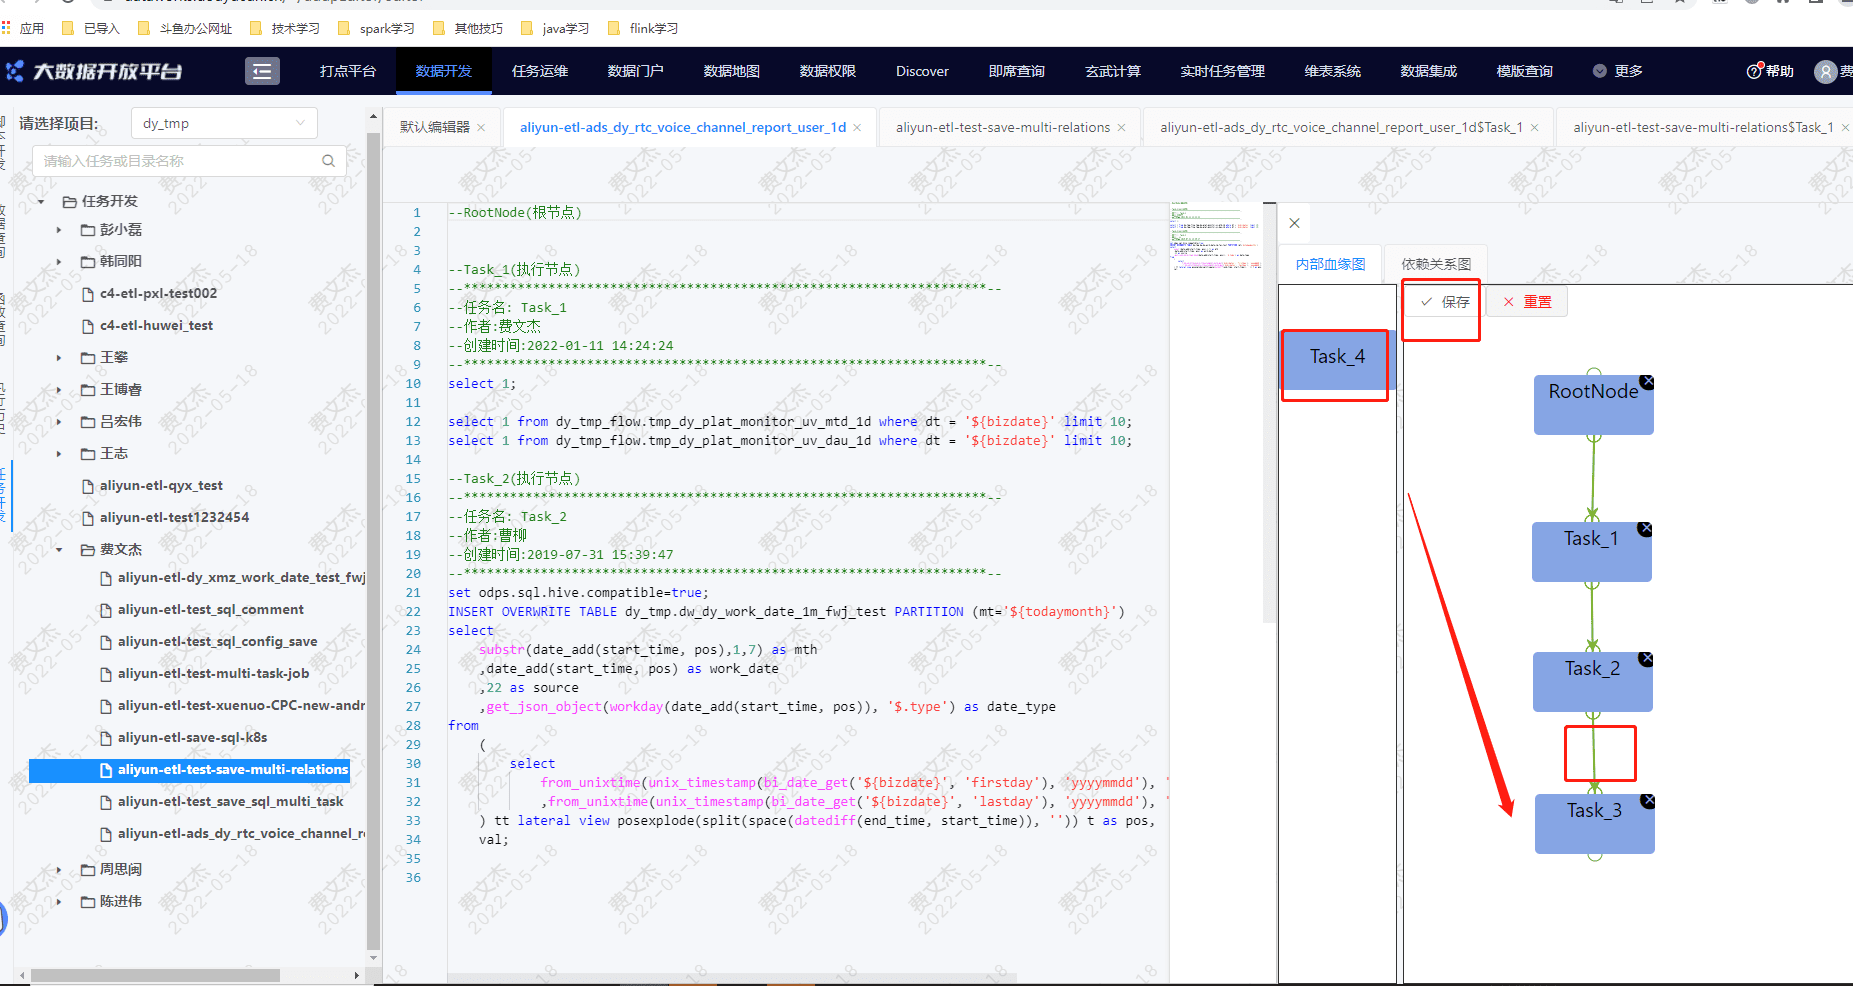 应用 已导入 斗鱼办公网址 技术学习 spark学习 其他技巧 java学习 flink学习
大数据开放平台 打点平台 数据开发 任务运维 数据门户 数据地图 数据权限 Discover 即席查询 玄武计算 实时任务管理 维表系统 数据集成 模版查询 更多 帮助 费
请选择项目: dy_tmp
请输入任务或目录名称
任务开发
彭小磊
韩同阳
c4-etl-pxl-test002
c4-etl-huwei_test
王攀
王博睿
吕宏伟
王志
aliyun-etl-qyx_test
aliyun-etl-test1232454
费文杰
aliyun-etl-dy_xmz_work_date_test_fwj
aliyun-etl-test_sql_comment
aliyun-etl-test_sql_config_save
aliyun-etl-test-multi-task-job
aliyun-etl-test-xuenuo-CPC-new-andr
aliyun-etl-save-sql-k8s
aliyun-etl-test-save-multi-relations
aliyun-etl-test_save_sql_multi_task
aliyun-etl-ads_dy_rtc_voice_channel_r
周思闽
陈进伟
默认编辑器 × aliyun-etl-ads_dy_rtc_voice_channel_report_user_1d × aliyun-etl-test-save-multi-relations × aliyun-etl-ads_dy_rtc_voice_channel_report_user_1d$Task_1 × aliyun-etl-test-save-multi-relations$Task_1 ×
1 --RootNode(根节点)
2
3
4 --Task_1(执行节点)
5 --********************************************************************--
6 --任务名: Task_1
7 --作者:费文杰
8 --创建时间:2022-01-11 14:24:24
9 --********************************************************************--
10 select 1;
11
12 select 1 from dy_tmp_flow.tmp_dy_plat_monitor_uv_mtd_1d where dt = '${bizdate}' limit 10;
13 select 1 from dy_tmp_flow.tmp_dy_plat_monitor_uv_dau_1d where dt = '${bizdate}' limit 10;
14
15 --Task_2(执行节点)
16 --********************************************************************--
17 --任务名: Task_2
18 --作者:曹柳
19 --创建时间:2019-07-31 15:39:47
20 --********************************************************************--
21 set odps.sql.hive.compatible=true;
22 INSERT OVERWRITE TABLE dy_tmp.dw_dy_work_date_1m_fwj_test PARTITION (mt='${todaymonth}')
23 select
24 substr(date_add(start_time, pos),1,7) as mth
25 ,date_add(start_time, pos) as work_date
26 ,22 as source
27 ,get_json_object(workday(date_add(start_time, pos)), '$.type') as date_type
28 from
29 (
30 select
31 from_unixtime(unix_timestamp(bi_date_get('${bizdate}', 'firstday'), 'yyyymmdd'), '
32 ,from_unixtime(unix_timestamp(bi_date_get('${bizdate}', 'lastday'), 'yyyymmdd'), '
33 ) tt lateral view posexplode(split(space(datediff(end_time, start_time)), '')) t as pos,
34 val;
35
36
×
内部血缘图 依赖关系图
保存 × 重置
Task_4
RootNode
Task_1
Task_2
Task_3
费文杰
2022-05-18